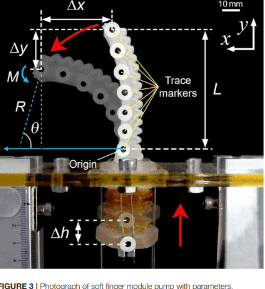 Δx
10 mm
y
x
Δy
M
R
θ
L
Trace
markers
Origin
Δh
FIGURE 3 | Photograph of soft finger module pump with parameters.